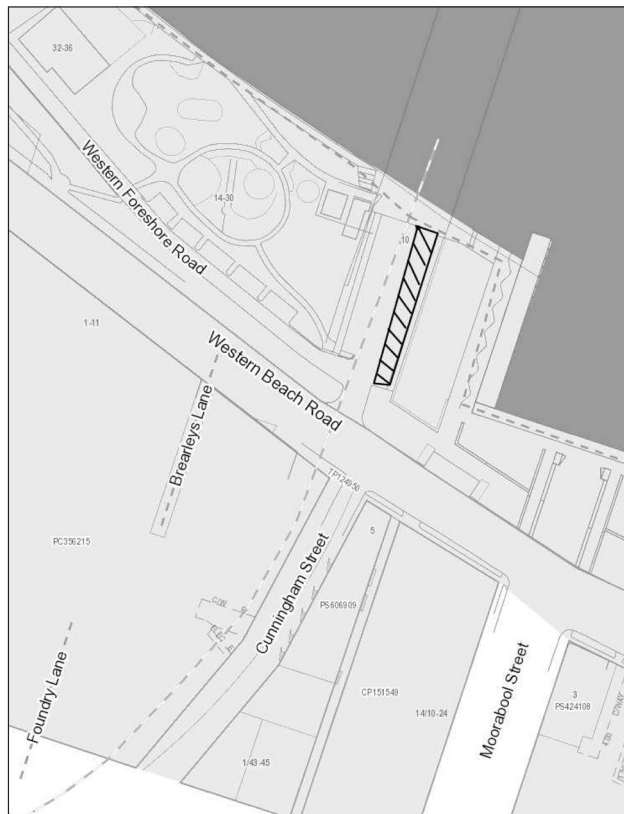 32-36
Western Foreshore Road
14-30
10
1-11
Western Beach Road
Brearleys Lane
TP124950
PC356215
5
Cunningham Street
PS606909
Foundry Lane
CP151549
14/10-24
Moorabool Street
3
PS424108
1/43-45